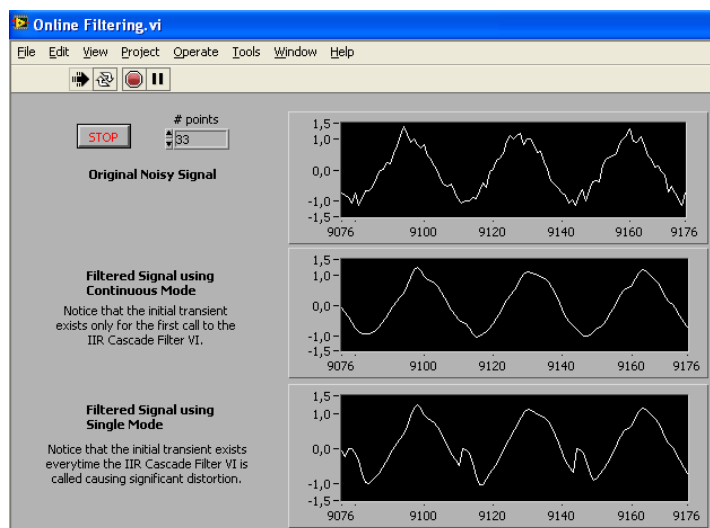 Online Filtering.vi
File Edit View Project Operate Tools Window Help
# points
STOP
33
Original Noisy Signal
1,5
1,0
0,0
-1,0
-1,5
9076 9100 9120 9140 9160 9176
Filtered Signal using
Continuous Mode
Notice that the initial transient
exists only for the first call to the
IIR Cascade Filter VI.
1,5
1,0
0,0
-1,0
-1,5
9076 9100 9120 9140 9160 9176
Filtered Signal using
Single Mode
Notice that the initial transient exists
everytime the IIR Cascade Filter VI is
called causing significant distortion.
1,5
1,0
0,0
-1,0
-1,5
9076 9100 9120 9140 9160 9176